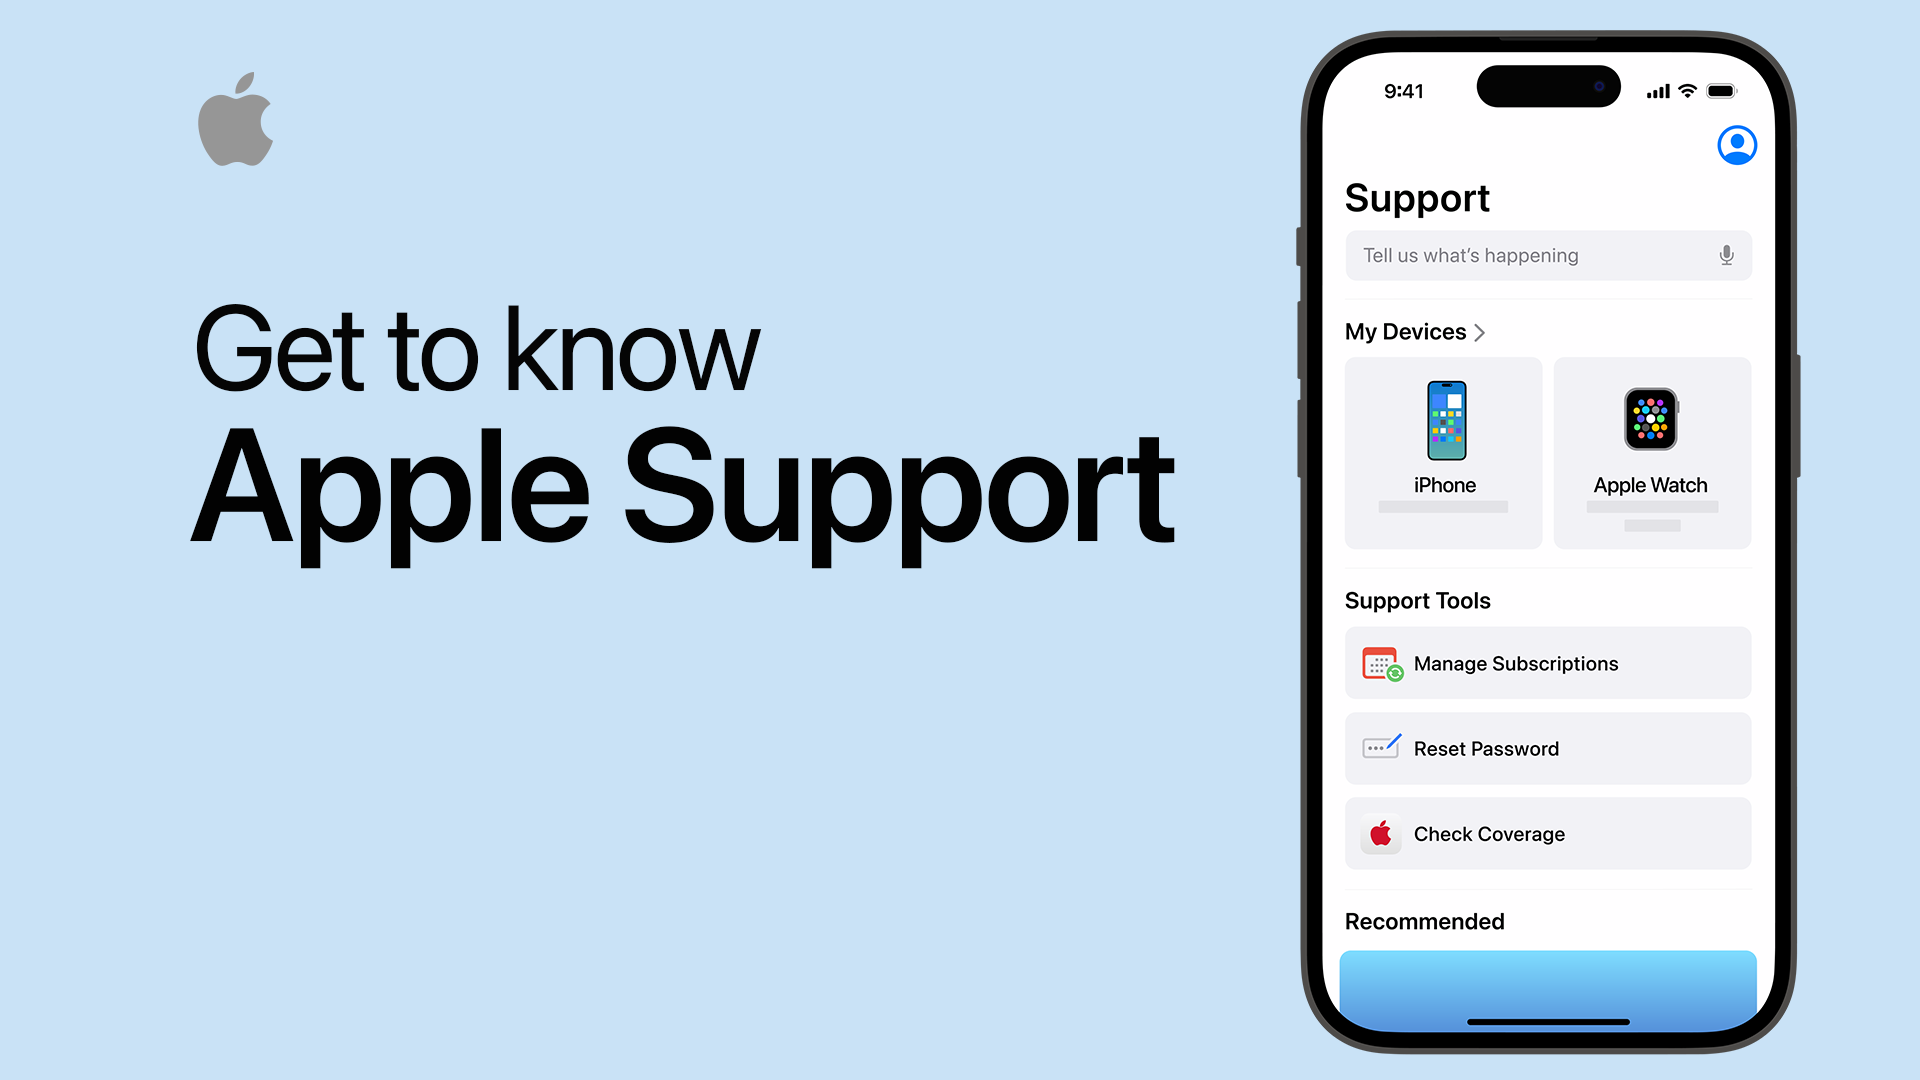 Get to know
Apple Support
9:41
Support
Tell us what’s happening
My Devices
iPhone
Apple Watch
Support Tools
Manage Subscriptions
Reset Password
Check Coverage
Recommended